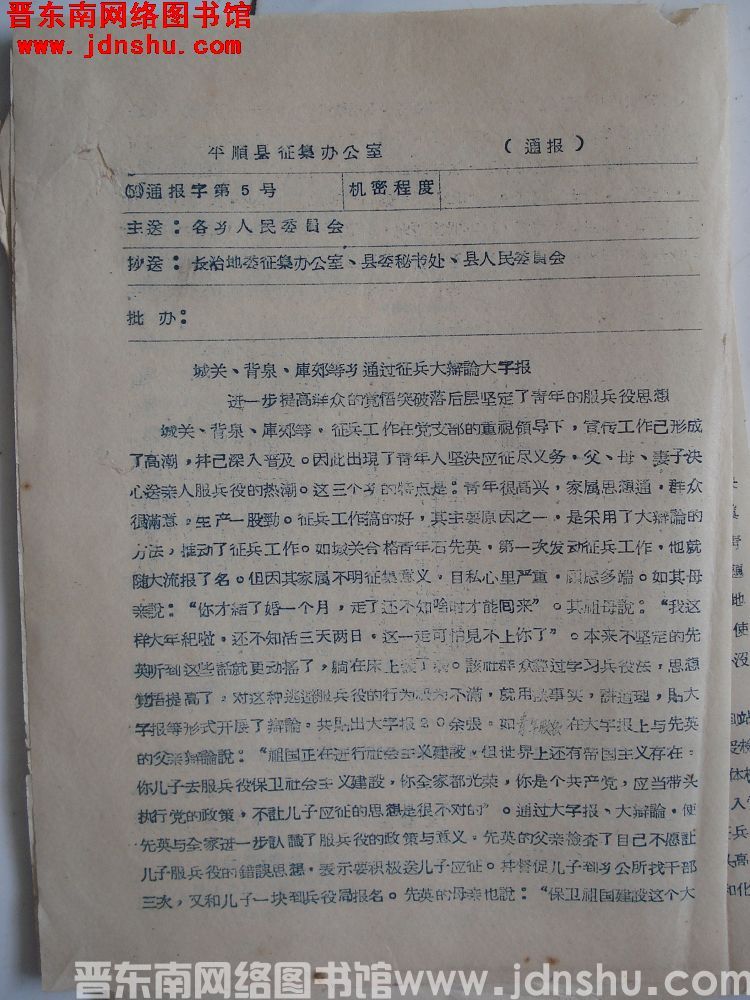 晋东南网络图书馆
www.jdnshu.com
平順县征集办公室 （通报）
通报字第5号 机密程度
主送：各乡人民委員会
抄送：长治地委征集办公室、县委秘书处、县人民委員会
批办：
城关、背泉、庫郊等乡通过征兵大辯論大字报
进一步提高群众的觉悟突破落后层坚定了青年的服兵役思想
城关、背泉、庫郊等，征兵工作在党支部的重視領导下，宣传工作已形成
了高潮，幷已深入普及。因此出現了青年人坚决应征尽义务，父、母、妻子决
心送亲人服兵役的热潮。这三个乡的特点是：青年很高兴，家属思想通，群众
很滿意。生产一股勁。征兵工作搞的好，其主要原因之一，是采用了大辯論的
方法，推动了征兵工作。如城关合格青年石先英，第一次发动征兵工作，他就
随大流报了名。但因其家属不明征集意义，自私心里严重，顧慮多端。如其母
亲說：“你才結了婚一个月，走了还不知啥时才能囘来”。其祖母說：“我这
样大年紀啦，还不知活三天两日，这一走可怕見不上你了”。本来不坚定的先
英听到这些話就更动搖了，躺在床上装了病。該社群众經过学习兵役法，思想
覚悟提高了，对这种逃避服兵役的行为极为不滿，就用談事实，講道理，貼大
字报等形式开展了辯論。共貼出大字报20余張。如 在大字报上与先英
的父亲辯論說：“祖国正在进行社会主义建設，但世界上还有帝国主义存在。
你儿子去服兵役保卫社会主义建設，你全家都光荣，你是个共产党，应当带头
执行党的政策，不訨儿子应征的思想是很不对的”。通过大字报、大辯論，使
先英与全家进一步認識了服兵役的政策与意义。先英的父亲檢查了自己不愿訨
儿子服兵役的錯誤思想，表示要积极送儿子应征。幷督促儿子到乡公所找干部
三次，又和儿子一块到兵役局报名。先英的母亲也說：“保卫祖国建設这个大
晋东南网络图书馆www.jdnshu.com